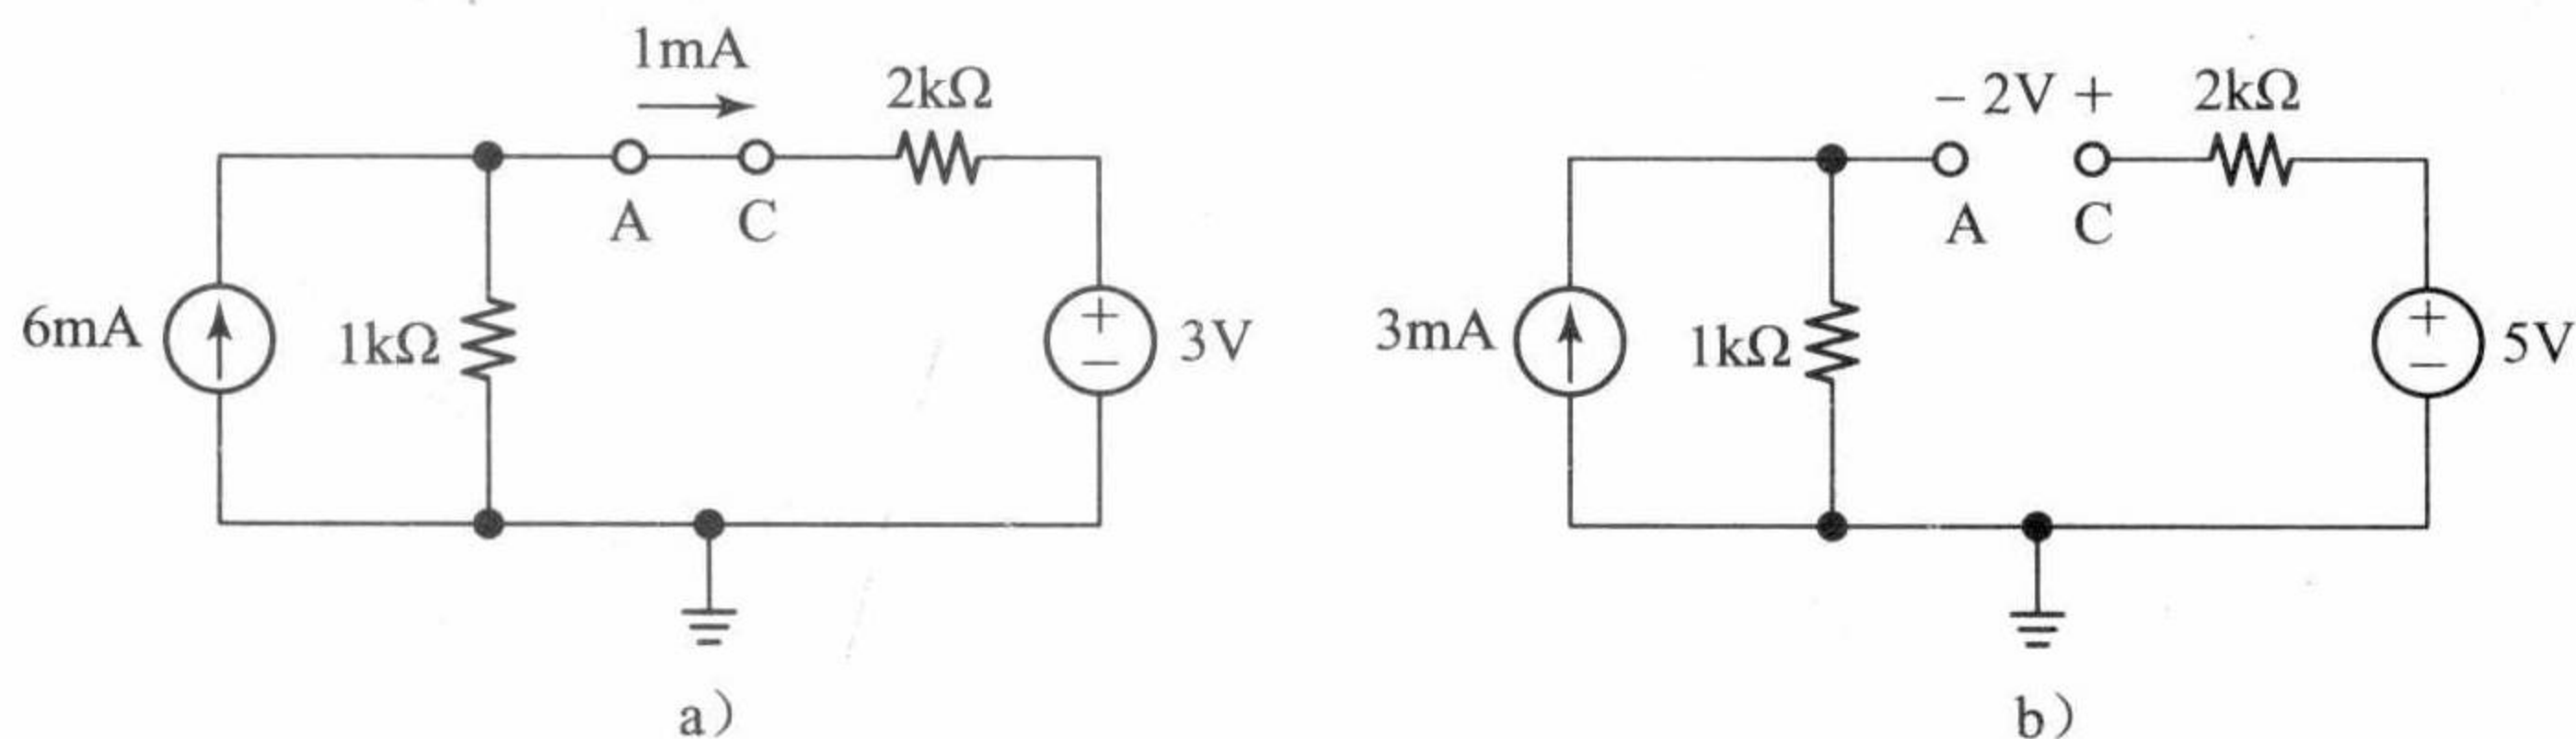 1mA
2kΩ
A C
6mA
1kΩ
+
−
3V
a）
− 2V +
2kΩ
A C
3mA
1kΩ
+
−
5V
b）